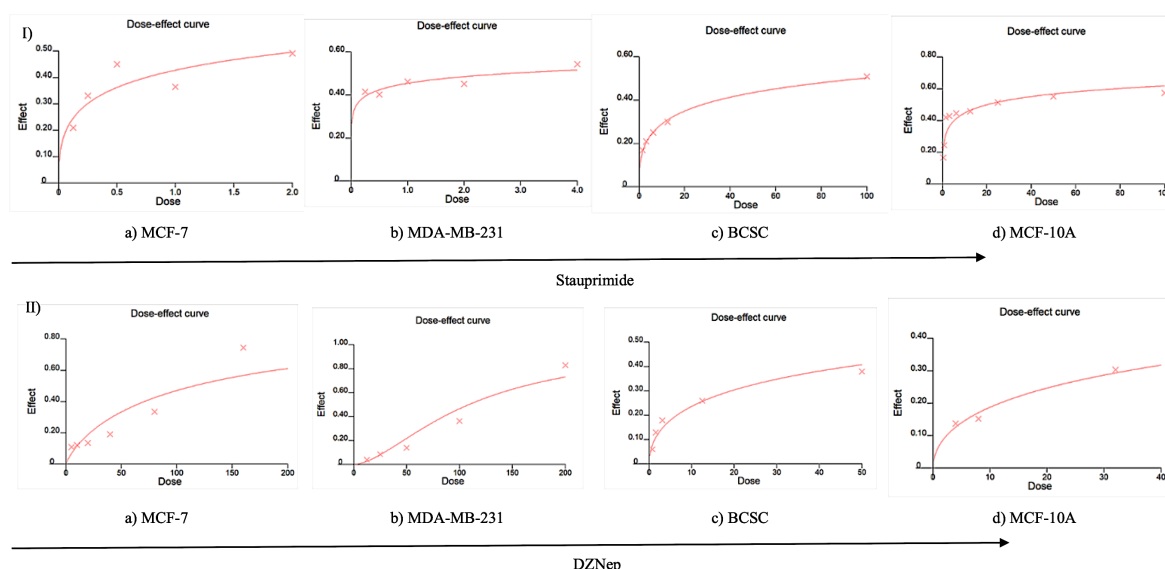 I)
Dose-effect curve
Effect
0.50
0.40
0.30
0.20
0.10
0
0
0.5
1.0
1.5
2.0
Dose
a) MCF-7
Dose-effect curve
Effect
0.60
0.40
0.20
0
0
1.0
2.0
3.0
4.0
Dose
b) MDA-MB-231
Dose-effect curve
Effect
0.60
0.40
0.20
0
0
20
40
60
80
100
Dose
c) BCSC
Dose-effect curve
Effect
0.80
0.60
0.40
0.20
0
0
20
40
60
80
100
Dose
d) MCF-10A
Stauprimide
II)
Dose-effect curve
Effect
0.80
0.60
0.40
0.20
0
0
50
100
150
200
Dose
a) MCF-7
Dose-effect curve
Effect
1.00
0.80
0.60
0.40
0.20
0
0
50
100
150
200
Dose
b) MDA-MB-231
Dose-effect curve
Effect
0.50
0.40
0.30
0.20
0.10
0
0
10
20
30
40
50
Dose
c) BCSC
Dose-effect curve
Effect
0.40
0.30
0.20
0.10
0
0
10
20
30
40
Dose
d) MCF-10A
DZNep